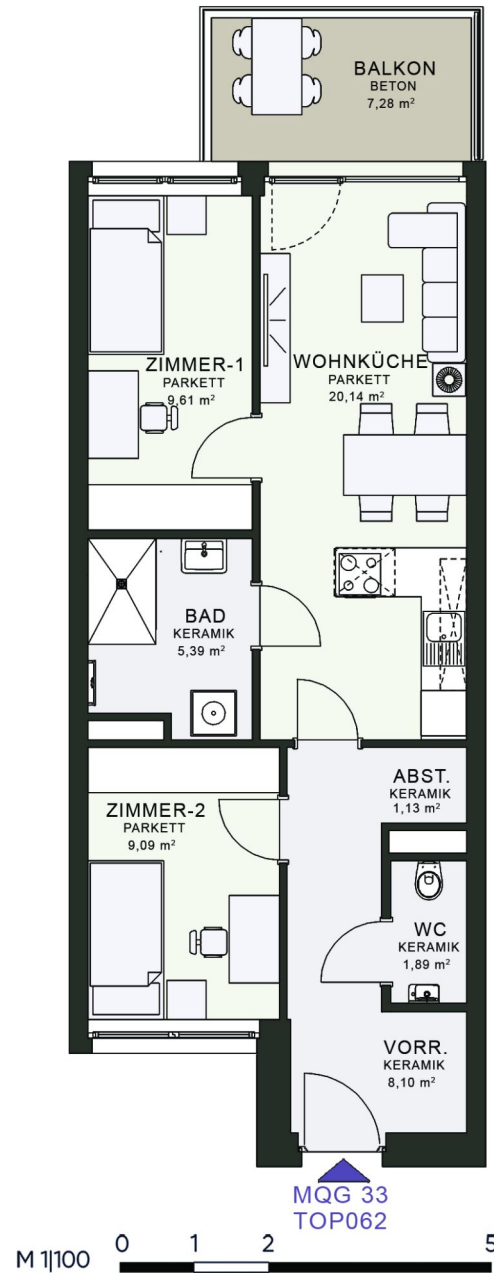 BALKON
BETON
7,28 m²
ZIMMER-1
PARKETT
9,61 m²
WOHNKÜCHE
PARKETT
20,14 m²
BAD
KERAMIK
5,39 m²
ABST.
KERAMIK
1,13 m²
ZIMMER-2
PARKETT
9,09 m²
WC
KERAMIK
1,89 m²
VORR.
KERAMIK
8,10 m²
MQG 33
TOP062
M 1|100 0 1 2 5